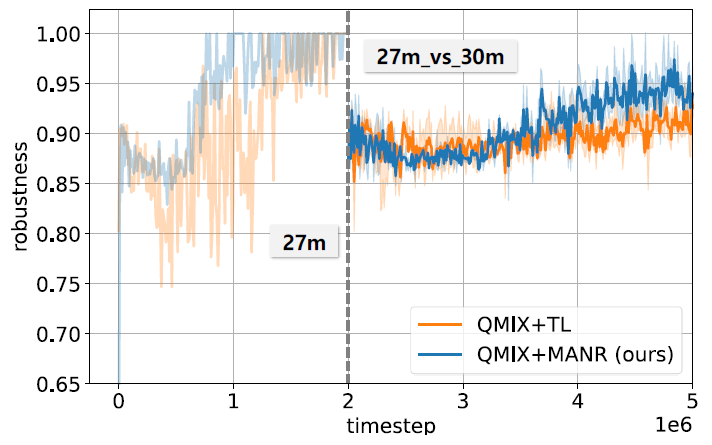 1.00
0.95
0.90
0.85
0.80
0.75
0.70
0.65
robustness
27m_vs_30m
27m
QMIX+TL
QMIX+MANR (ours)
0 1 2 3 4 5
timestep
1e6